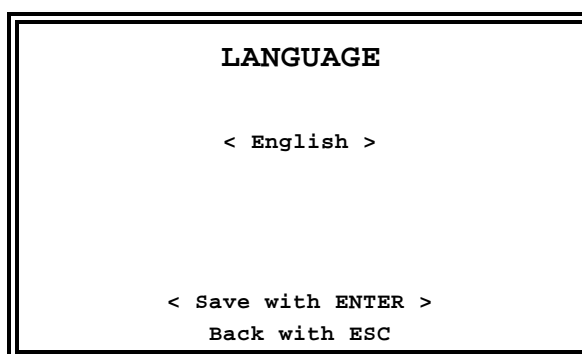 LANGUAGE
< English >
< Save with ENTER >
Back with ESC